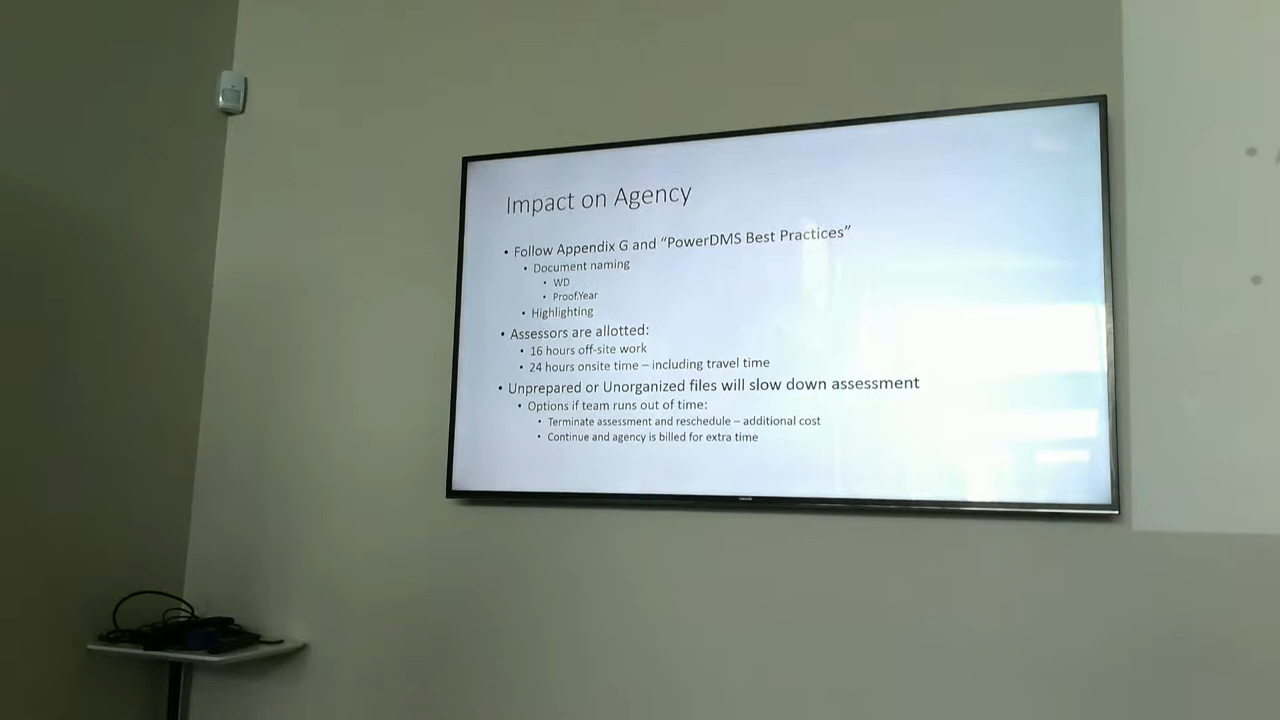 Impact on Agency
• Follow Appendix G and “PowerDMS Best Practices”
• Document naming
• WD
• Proof.Year
• Highlighting
• Assessors are allotted:
• 16 hours off-site work
• 24 hours onsite time – including travel time
• Unprepared or Unorganized files will slow down assessment
• Options if team runs out of time:
• Terminate assessment and reschedule – additional cost
• Continue and agency is billed for extra time